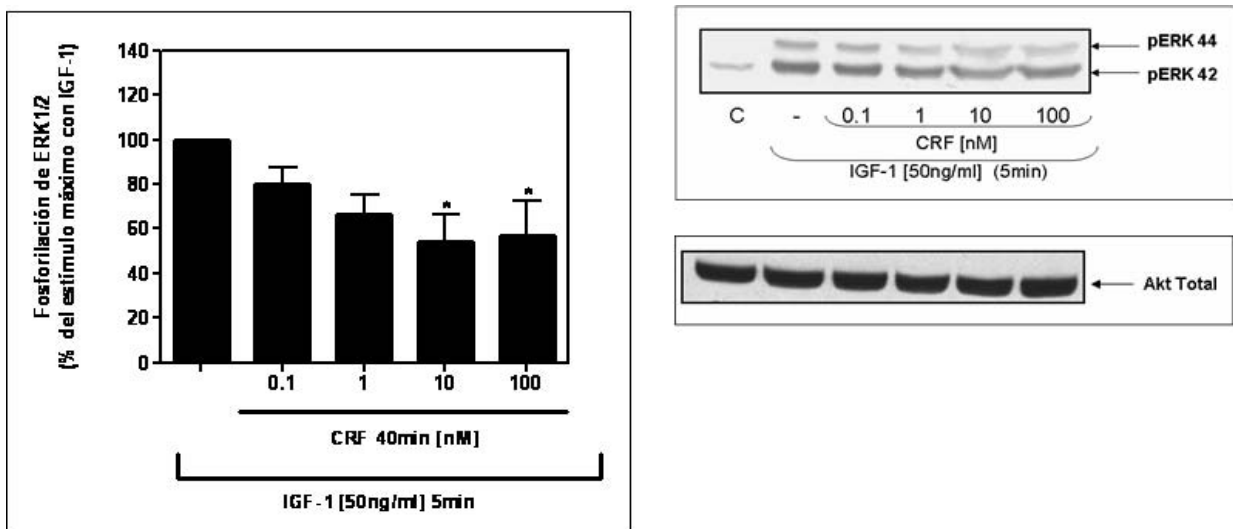 Fosforilación de ERK1/2
(% del estímulo máximo con IGF-1)
140
120
100
80
60
40
20
0
0.1 1 10 100
* *
CRF 40min [nM]
IGF-1 [50ng/ml] 5min
pERK 44
pERK 42
C - 0.1 1 10 100
CRF [nM]
IGF-1 [50ng/ml] (5min)
Akt Total